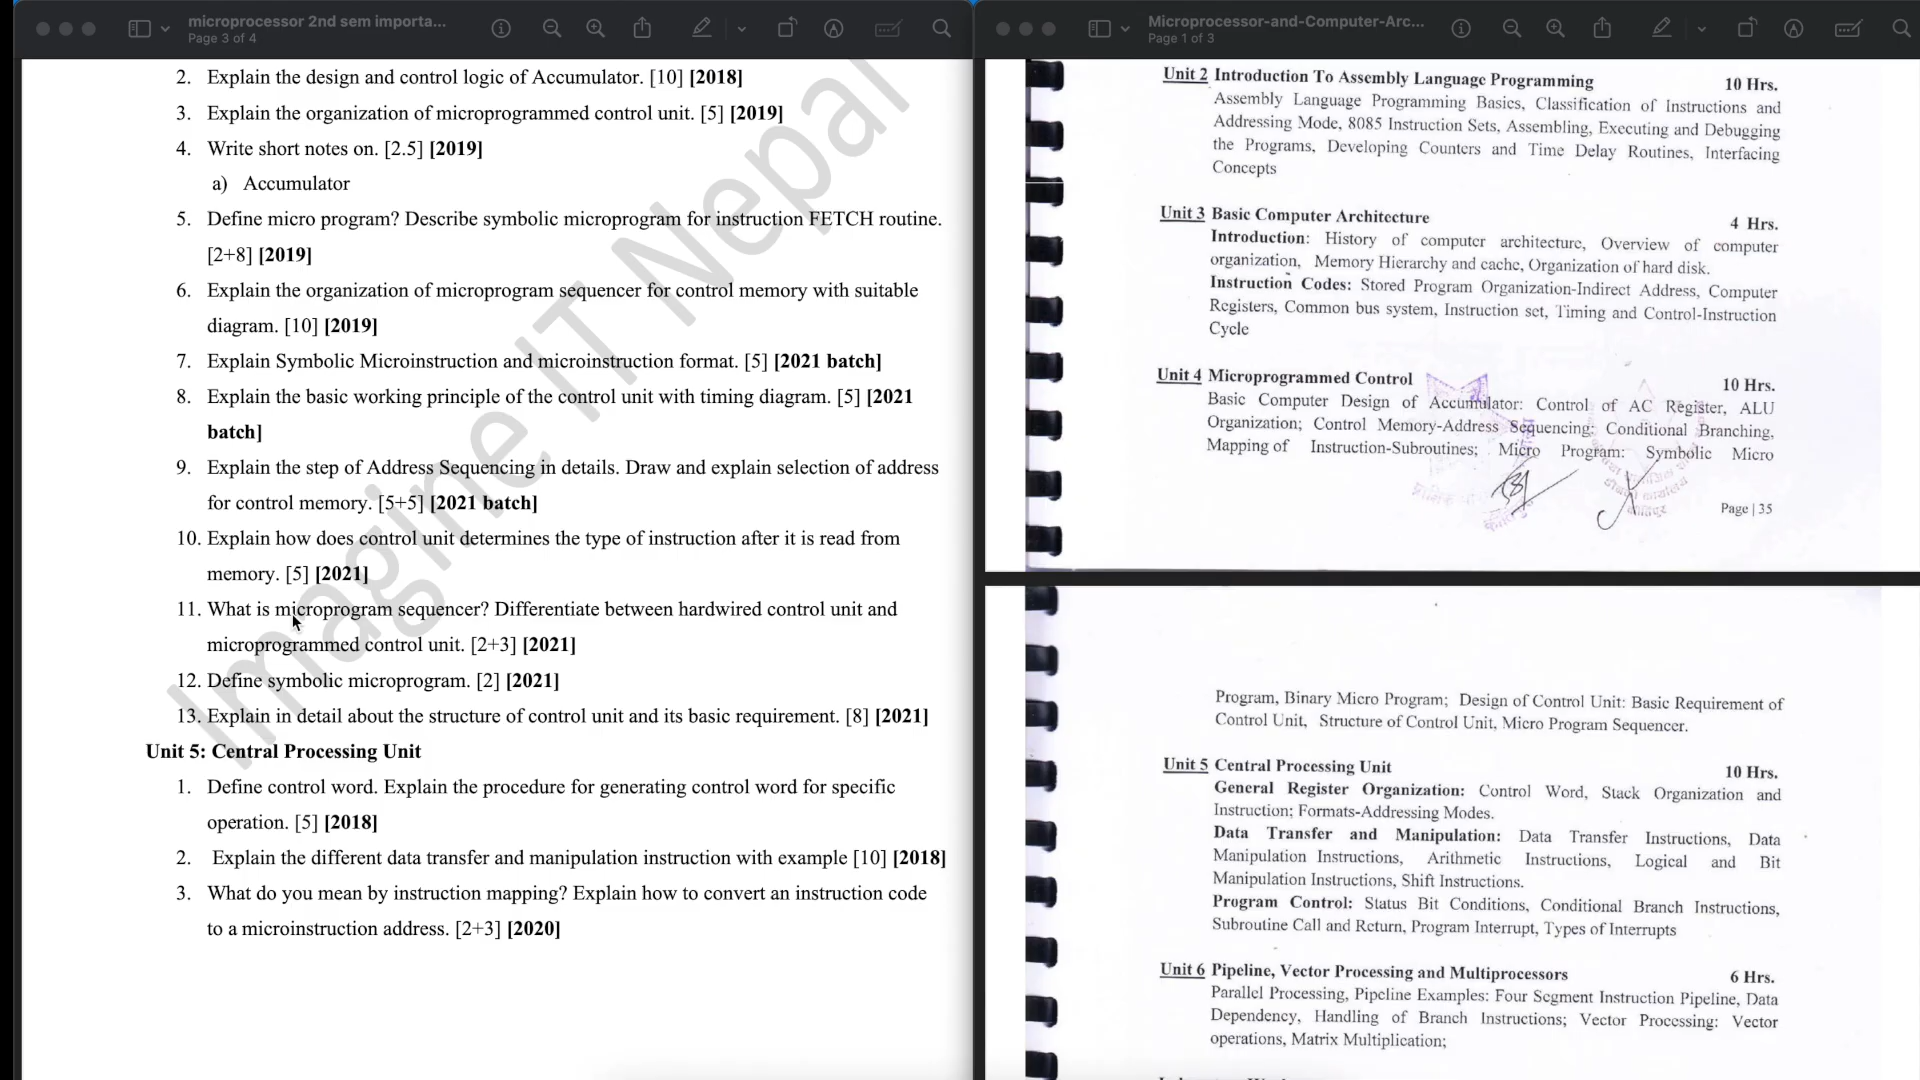 microprocessor 2nd sem importa...
Page 3 of 4
2. Explain the design and control logic of Accumulator. [10] [2018]
3. Explain the organization of microprogrammed control unit. [5] [2019]
4. Write short notes on. [2.5] [2019]
a) Accumulator
5. Define micro program? Describe symbolic microprogram for instruction FETCH routine.
[2+8] [2019]
6. Explain the organization of microprogram sequencer for control memory with suitable
diagram. [10] [2019]
7. Explain Symbolic Microinstruction and microinstruction format. [5] [2021 batch]
8. Explain the basic working principle of the control unit with timing diagram. [5] [2021
batch]
9. Explain the step of Address Sequencing in details. Draw and explain selection of address
for control memory. [5+5] [2021 batch]
10. Explain how does control unit determines the type of instruction after it is read from
memory. [5] [2021]
11. What is microprogram sequencer? Differentiate between hardwired control unit and
microprogrammed control unit. [2+3] [2021]
12. Define symbolic microprogram. [2] [2021]
13. Explain in detail about the structure of control unit and its basic requirement. [8] [2021]
Unit 5: Central Processing Unit
1. Define control word. Explain the procedure for generating control word for specific
operation. [5] [2018]
2. Explain the different data transfer and manipulation instruction with example [10] [2018]
3. What do you mean by instruction mapping? Explain how to convert an instruction code
to a microinstruction address. [2+3] [2020]
Imagine IT Nepal
Microprocessor-and-Computer-Arc...
Page 1 of 3
Unit 2 Introduction To Assembly Language Programming 10 Hrs.
Assembly Language Programming Basics, Classification of Instructions and
Addressing Mode, 8085 Instruction Sets, Assembling, Executing and Debugging
the Programs, Developing Counters and Time Delay Routines, Interfacing
Concepts
Unit 3 Basic Computer Architecture 4 Hrs.
Introduction: History of computer architecture, Overview of computer
organization, Memory Hierarchy and cache, Organization of hard disk.
Instruction Codes: Stored Program Organization-Indirect Address, Computer
Registers, Common bus system, Instruction set, Timing and Control-Instruction
Cycle
Unit 4 Microprogrammed Control 10 Hrs.
Basic Computer Design of Accumulator: Control of AC Register, ALU
Organization; Control Memory-Address Sequencing: Conditional Branching,
Mapping of Instruction-Subroutines; Micro Program: Symbolic Micro
Page | 35
Program, Binary Micro Program; Design of Control Unit: Basic Requirement of
Control Unit, Structure of Control Unit, Micro Program Sequencer.
Unit 5 Central Processing Unit 10 Hrs.
General Register Organization: Control Word, Stack Organization and
Instruction; Formats-Addressing Modes.
Data Transfer and Manipulation: Data Transfer Instructions, Data
Manipulation Instructions, Arithmetic Instructions, Logical and Bit
Manipulation Instructions, Shift Instructions.
Program Control: Status Bit Conditions, Conditional Branch Instructions,
Subroutine Call and Return, Program Interrupt, Types of Interrupts
Unit 6 Pipeline, Vector Processing and Multiprocessors 6 Hrs.
Parallel Processing, Pipeline Examples: Four Segment Instruction Pipeline, Data
Dependency, Handling of Branch Instructions; Vector Processing: Vector
operations, Matrix Multiplication;